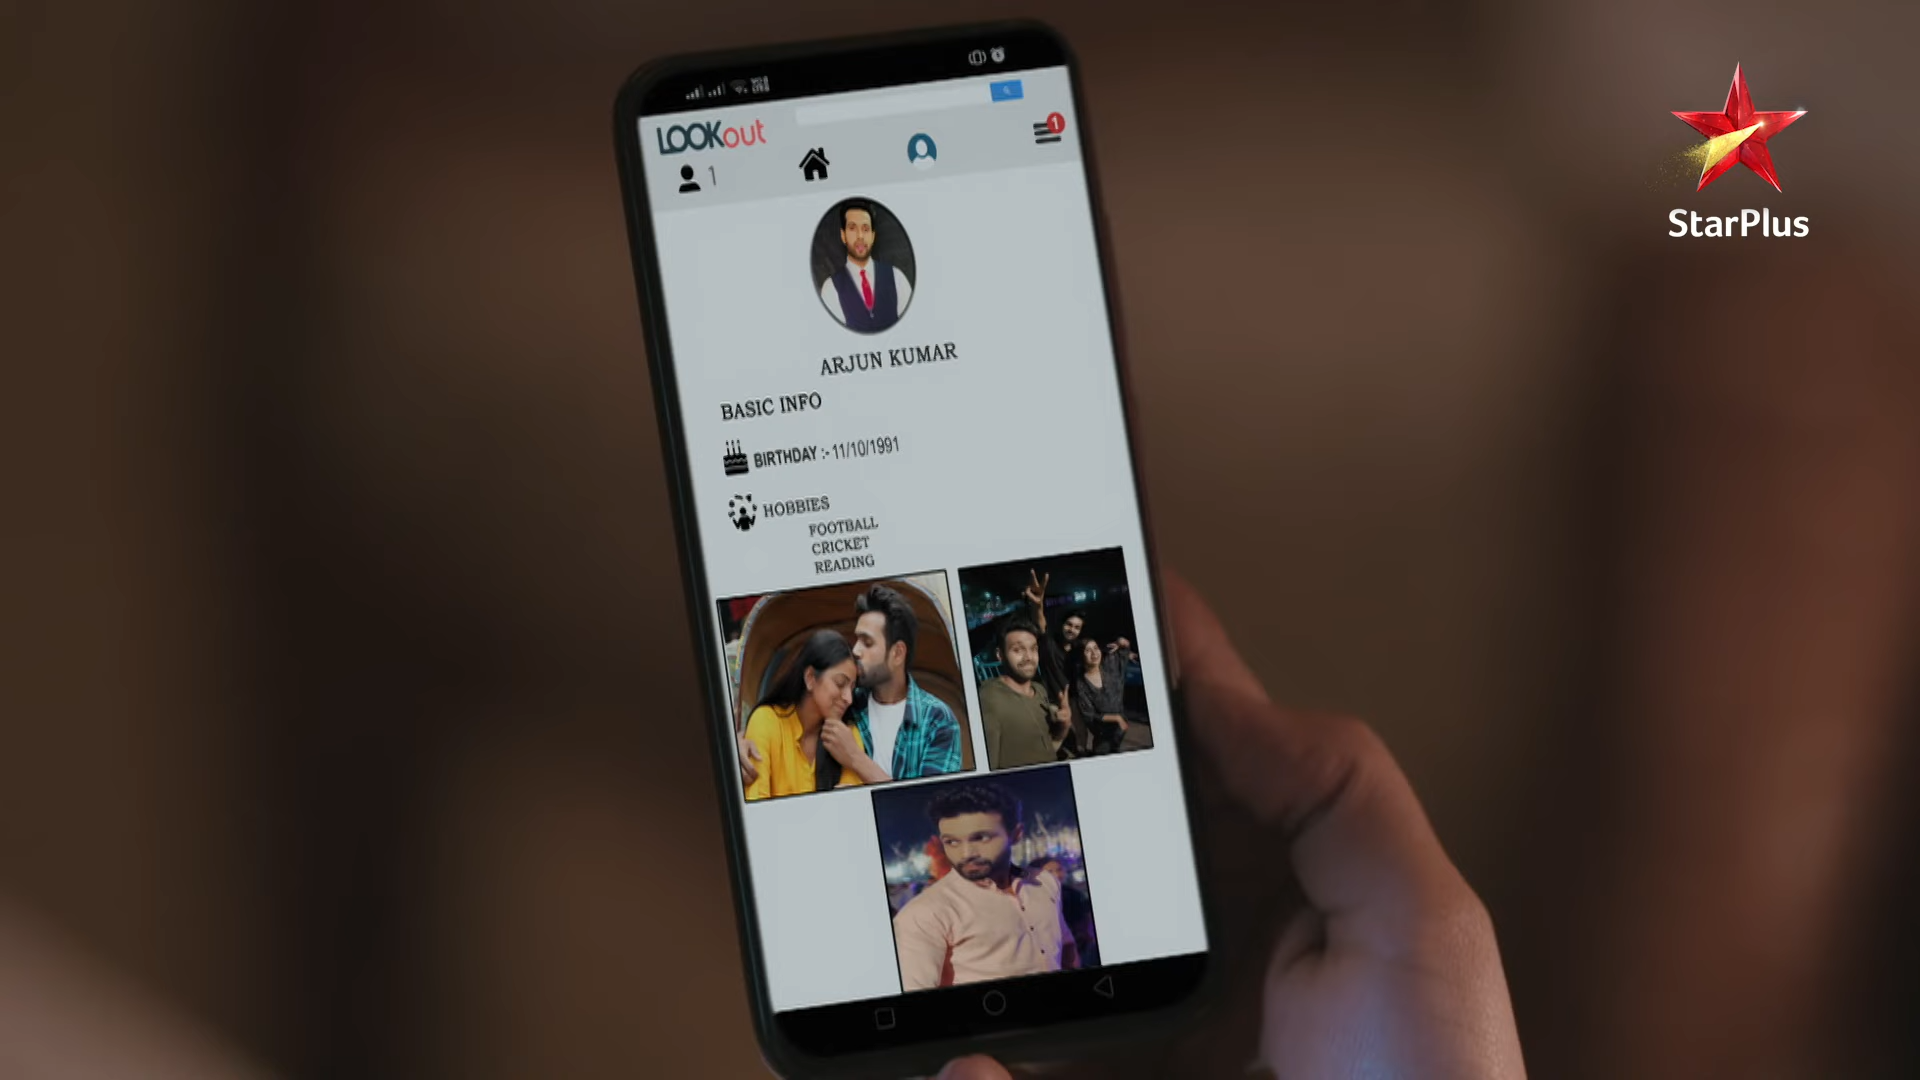 LOOKout
1
1
ARJUN KUMAR
BASIC INFO
BIRTHDAY :- 11/10/1991
HOBBIES
FOOTBALL
CRICKET
READING
StarPlus